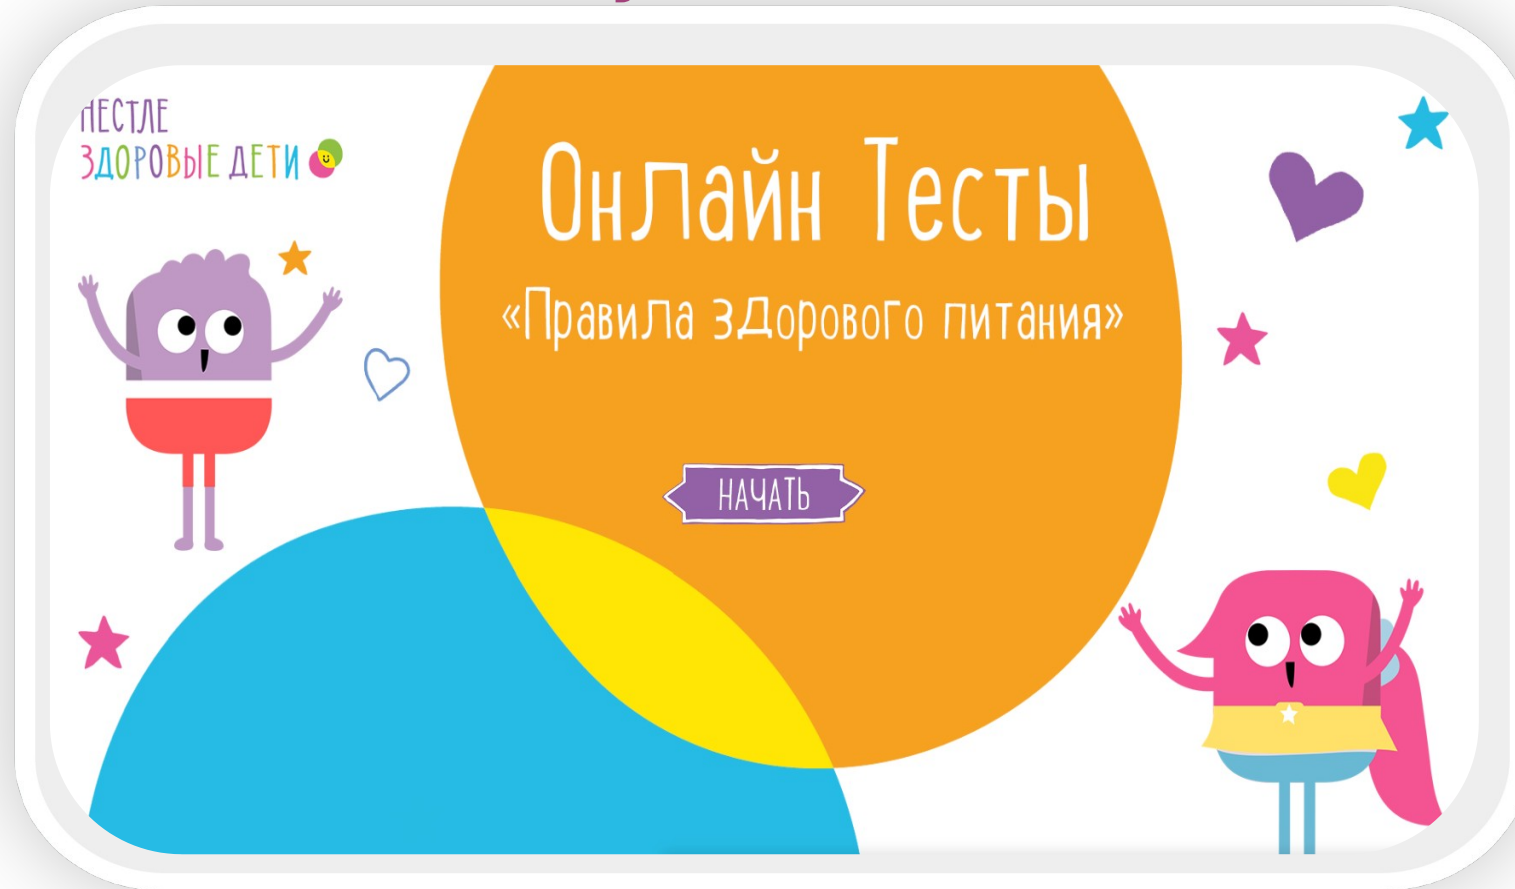 НЕСТЛЕ
ЗДОРОВЫЕ ДЕТИ
Онлайн Тесты
«Правила здорового питания»
НАЧАТЬ